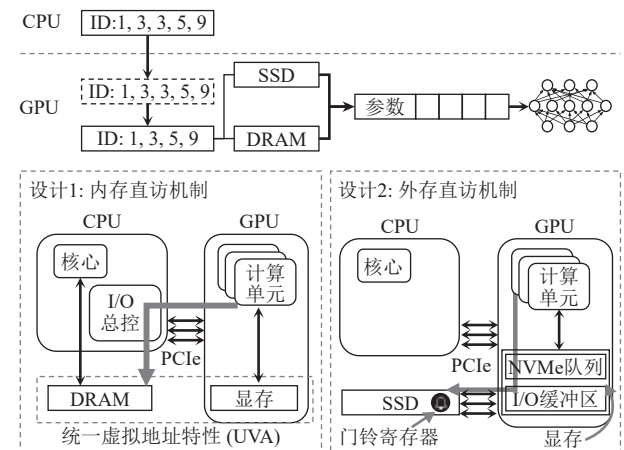 CPU
ID:1, 3, 3, 5, 9
GPU
ID: 1, 3, 3, 5, 9
ID: 1, 3, 5, 9
SSD
DRAM
参数
设计1: 内存直访机制
CPU
GPU
核心
I/O
总控
计算
单元
PCIe
DRAM
显存
统一虚拟地址特性 (UVA)
设计2: 外存直访机制
CPU
GPU
核心
计算
单元
PCIe
NVMe队列
I/O缓冲区
SSD
门铃寄存器
显存